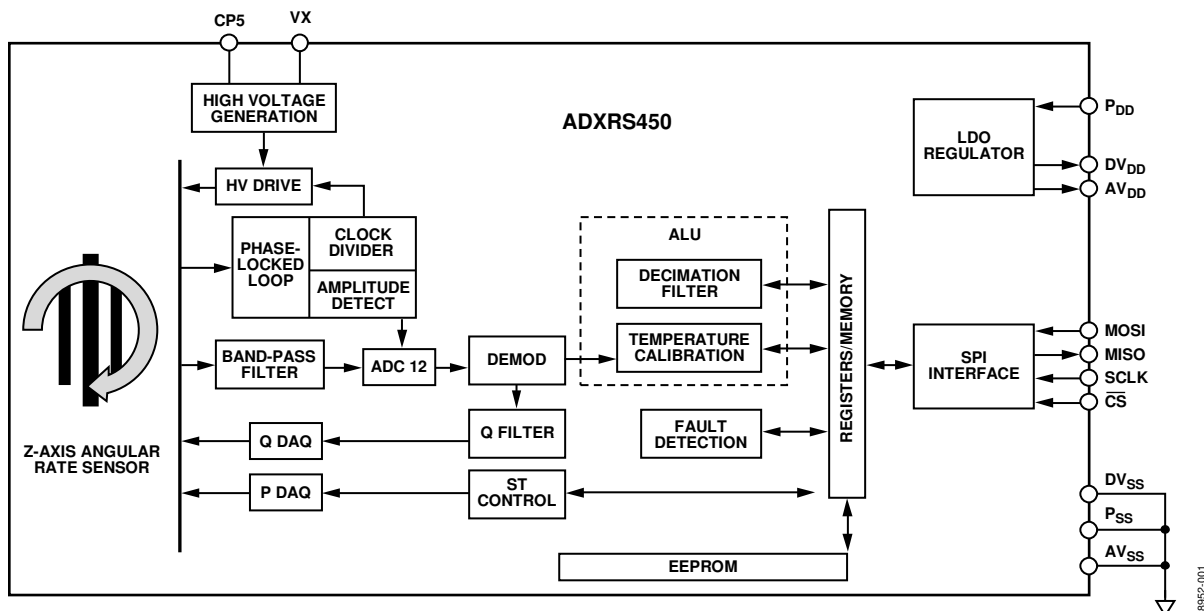 CP5
VX
HIGH VOLTAGE
GENERATION
ADXRS450
LDO
REGULATOR
PDD
DVDD
AVDD
HV DRIVE
PHASE-
LOCKED
LOOP
CLOCK
DIVIDER
AMPLITUDE
DETECT
ALU
DECIMATION
FILTER
TEMPERATURE
CALIBRATION
BAND-PASS
FILTER
ADC 12
DEMOD
REGISTERS/MEMORY
SPI
INTERFACE
MOSI
MISO
SCLK
CS
Z-AXIS ANGULAR
RATE SENSOR
Q DAQ
Q FILTER
FAULT
DETECTION
P DAQ
ST
CONTROL
EEPROM
DVSS
PSS
AVSS